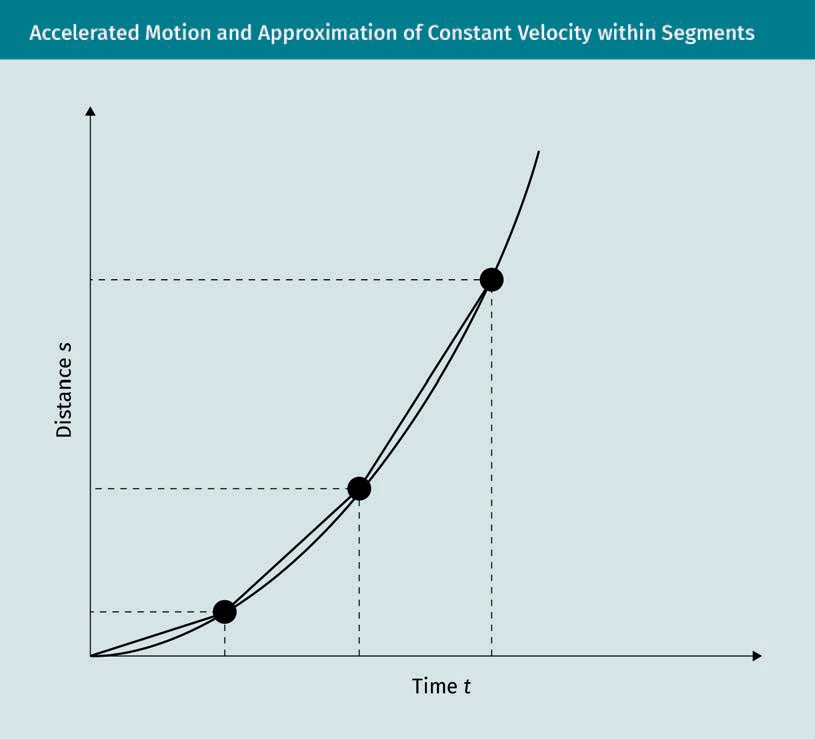 Accelerated Motion and Approximation of Constant Velocity within Segments
Distance s
Time t